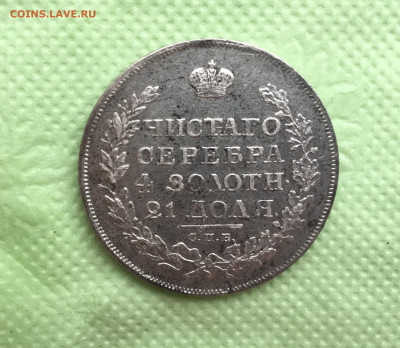 COINS.LAVE.RU
ЧИСТАГО
СЕРЕБРА
4 ЗОЛОТН.
21 ДОЛЯ.
С.П.Б.